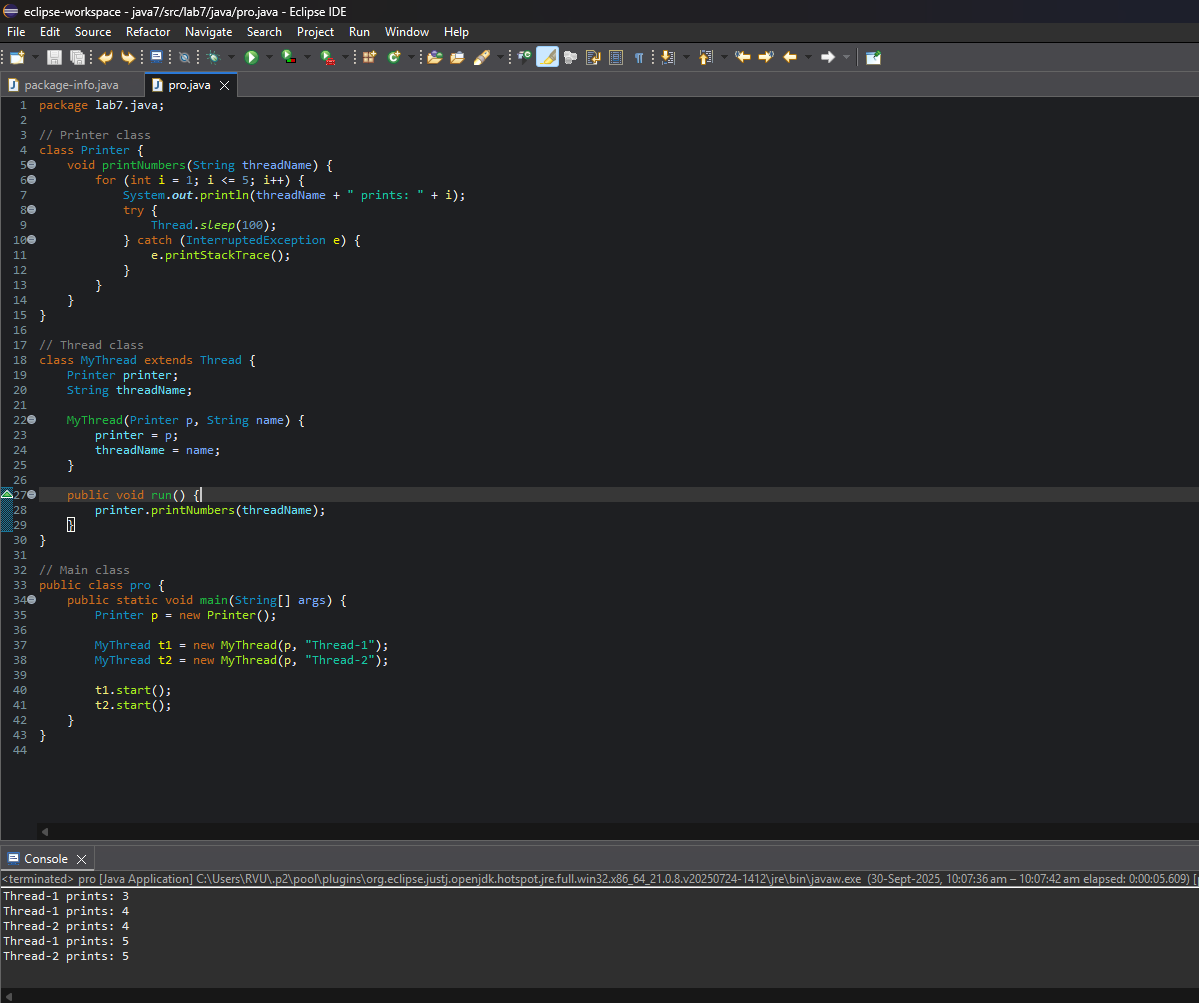 eclipse-workspace - java7/src/lab7/java/pro.java - Eclipse IDE
File Edit Source Refactor Navigate Search Project Run Window Help
package-info.java pro.java
1 package lab7.java;
2
3 // Printer class
4 class Printer {
5 void printNumbers(String threadName) {
6 for (int i = 1; i <= 5; i++) {
7 System.out.println(threadName + " prints: " + i);
8 try {
9 Thread.sleep(100);
10 } catch (InterruptedException e) {
11 e.printStackTrace();
12 }
13 }
14 }
15 }
16
17 // Thread class
18 class MyThread extends Thread {
19 Printer printer;
20 String threadName;
21
22 MyThread(Printer p, String name) {
23 printer = p;
24 threadName = name;
25 }
26
27 public void run() {
28 printer.printNumbers(threadName);
29 }
30 }
31
32 // Main class
33 public class pro {
34 public static void main(String[] args) {
35 Printer p = new Printer();
36
37 MyThread t1 = new MyThread(p, "Thread-1");
38 MyThread t2 = new MyThread(p, "Thread-2");
39
40 t1.start();
41 t2.start();
42 }
43 }
44
Console
<terminated> pro [Java Application] C:\Users\RVU\.p2\pool\plugins\org.eclipse.justj.openjdk.hotspot.jre.full.win32.x86_64_21.0.8.v20250724-1412\jre\bin\javaw.exe (30-Sept-2025, 10:07:36 am – 10:07:42 am elapsed: 0:00:05.609) [
Thread-1 prints: 3
Thread-1 prints: 4
Thread-2 prints: 4
Thread-1 prints: 5
Thread-2 prints: 5